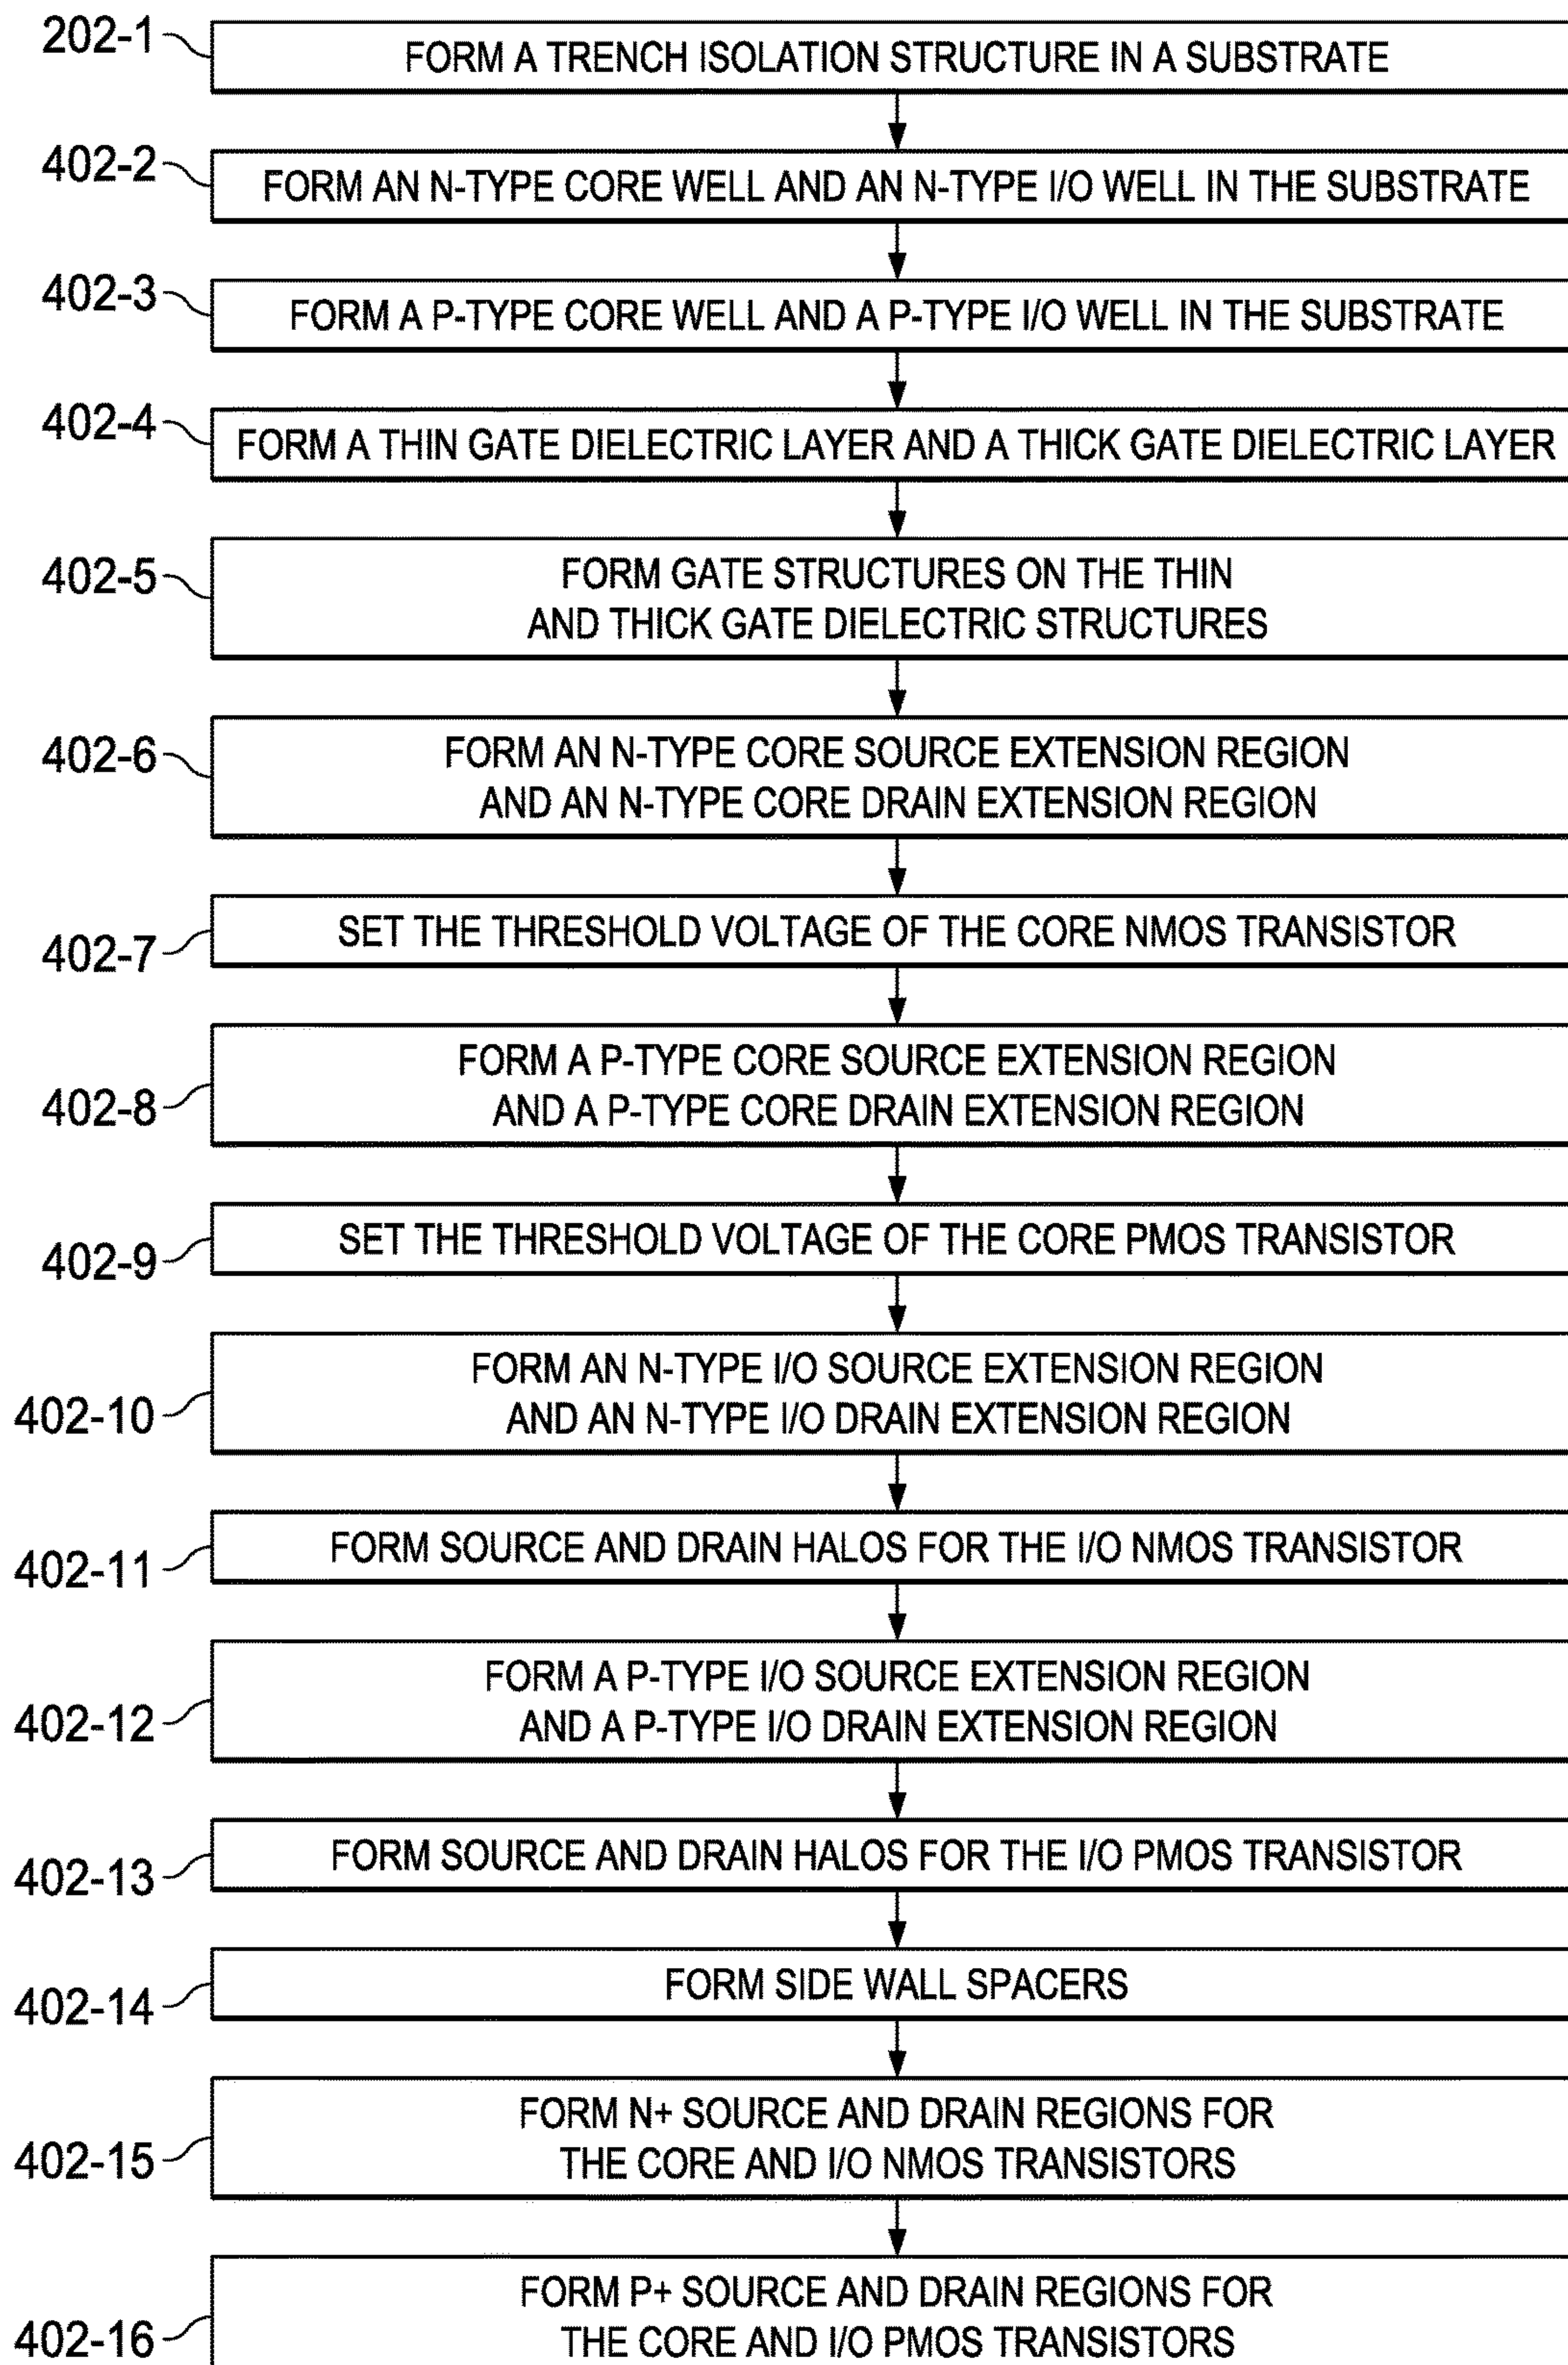 202-1
FORM A TRENCH ISOLATION STRUCTURE IN A SUBSTRATE
402-2
FORM AN N-TYPE CORE WELL AND AN N-TYPE I/O WELL IN THE SUBSTRATE
402-3
FORM A P-TYPE CORE WELL AND A P-TYPE I/O WELL IN THE SUBSTRATE
402-4
FORM A THIN GATE DIELECTRIC LAYER AND A THICK GATE DIELECTRIC LAYER
402-5
FORM GATE STRUCTURES ON THE THIN
AND THICK GATE DIELECTRIC STRUCTURES
402-6
FORM AN N-TYPE CORE SOURCE EXTENSION REGION
AND AN N-TYPE CORE DRAIN EXTENSION REGION
402-7
SET THE THRESHOLD VOLTAGE OF THE CORE NMOS TRANSISTOR
402-8
FORM A P-TYPE CORE SOURCE EXTENSION REGION
AND A P-TYPE CORE DRAIN EXTENSION REGION
402-9
SET THE THRESHOLD VOLTAGE OF THE CORE PMOS TRANSISTOR
402-10
FORM AN N-TYPE I/O SOURCE EXTENSION REGION
AND AN N-TYPE I/O DRAIN EXTENSION REGION
402-11
FORM SOURCE AND DRAIN HALOS FOR THE I/O NMOS TRANSISTOR
402-12
FORM A P-TYPE I/O SOURCE EXTENSION REGION
AND A P-TYPE I/O DRAIN EXTENSION REGION
402-13
FORM SOURCE AND DRAIN HALOS FOR THE I/O PMOS TRANSISTOR
402-14
FORM SIDE WALL SPACERS
402-15
FORM N+ SOURCE AND DRAIN REGIONS FOR
THE CORE AND I/O NMOS TRANSISTORS
402-16
FORM P+ SOURCE AND DRAIN REGIONS FOR
THE CORE AND I/O PMOS TRANSISTORS